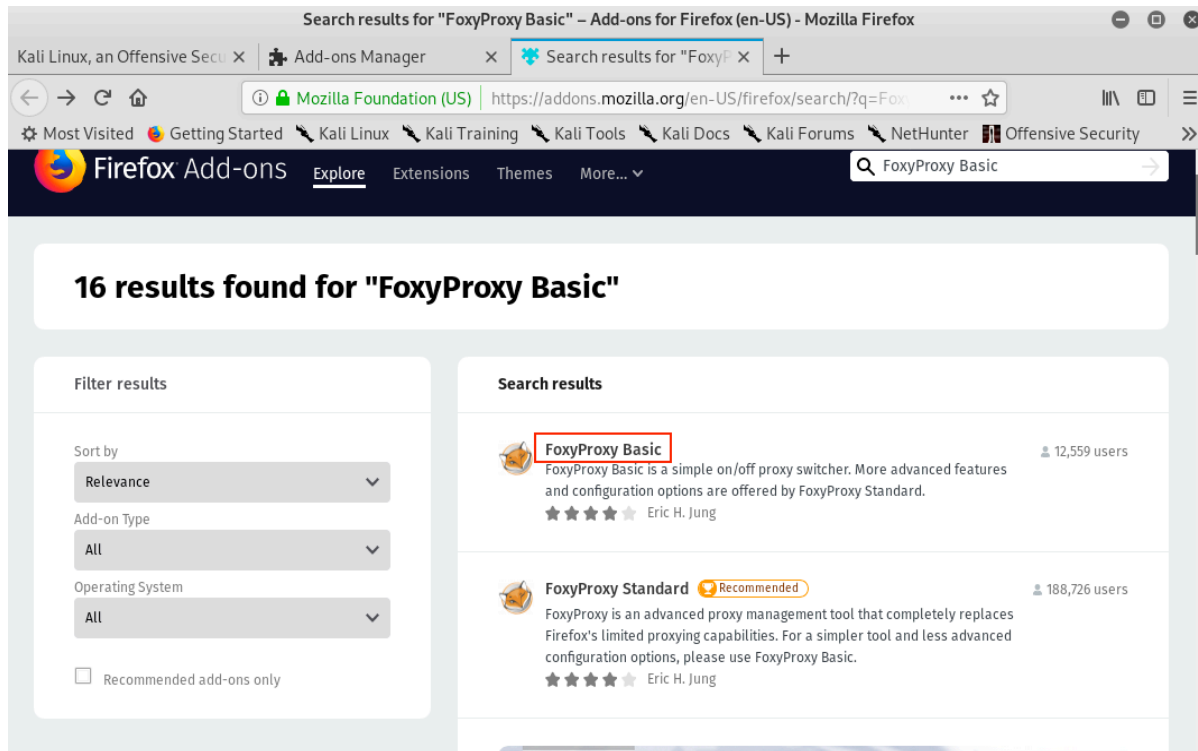 Search results for "FoxyProxy Basic" – Add-ons for Firefox (en-US) - Mozilla Firefox
Kali Linux, an Offensive Secu
Add-ons Manager
Search results for "FoxyP
Mozilla Foundation (US)
https://addons.mozilla.org/en-US/firefox/search/?q=Fox
Most Visited Getting Started Kali Linux Kali Training Kali Tools Kali Docs Kali Forums NetHunter Offensive Security
Firefox Add-ons Explore Extensions Themes More... FoxyProxy Basic
16 results found for "FoxyProxy Basic"
Filter results
Sort by
Relevance
Add-on Type
All
Operating System
All
Recommended add-ons only
Search results
FoxyProxy Basic
12,559 users
FoxyProxy Basic is a simple on/off proxy switcher. More advanced features
and configuration options are offered by FoxyProxy Standard.
Eric H. Jung
FoxyProxy Standard Recommended
188,726 users
FoxyProxy is an advanced proxy management tool that completely replaces
Firefox's limited proxying capabilities. For a simpler tool and less advanced
configuration options, please use FoxyProxy Basic.
Eric H. Jung